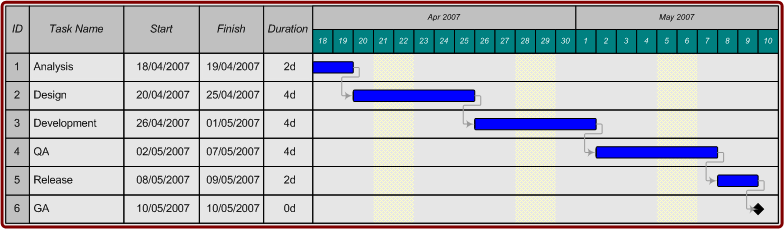 ID Task Name Start Finish Duration Apr 2007 May 2007
18 19 20 21 22 23 24 25 26 27 28 29 30 1 2 3 4 5 6 7 8 9 10
1 Analysis 18/04/2007 19/04/2007 2d
2 Design 20/04/2007 25/04/2007 4d
3 Development 26/04/2007 01/05/2007 4d
4 QA 02/05/2007 07/05/2007 4d
5 Release 08/05/2007 09/05/2007 2d
6 GA 10/05/2007 10/05/2007 0d